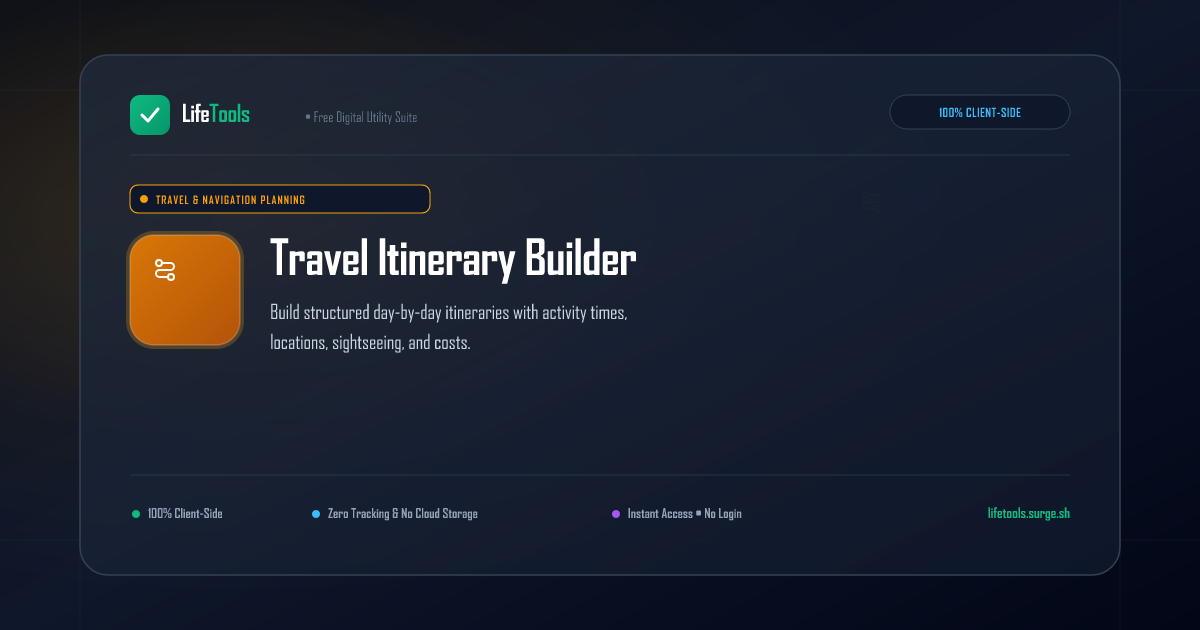 LifeTools
• Free Digital Utility Suite
100% CLIENT-SIDE
TRAVEL & NAVIGATION PLANNING
Travel Itinerary Builder
Build structured day-by-day itineraries with activity times,
locations, sightseeing, and costs.
100% Client-Side
Zero Tracking & No Cloud Storage
Instant Access • No Login
lifetools.surge.sh